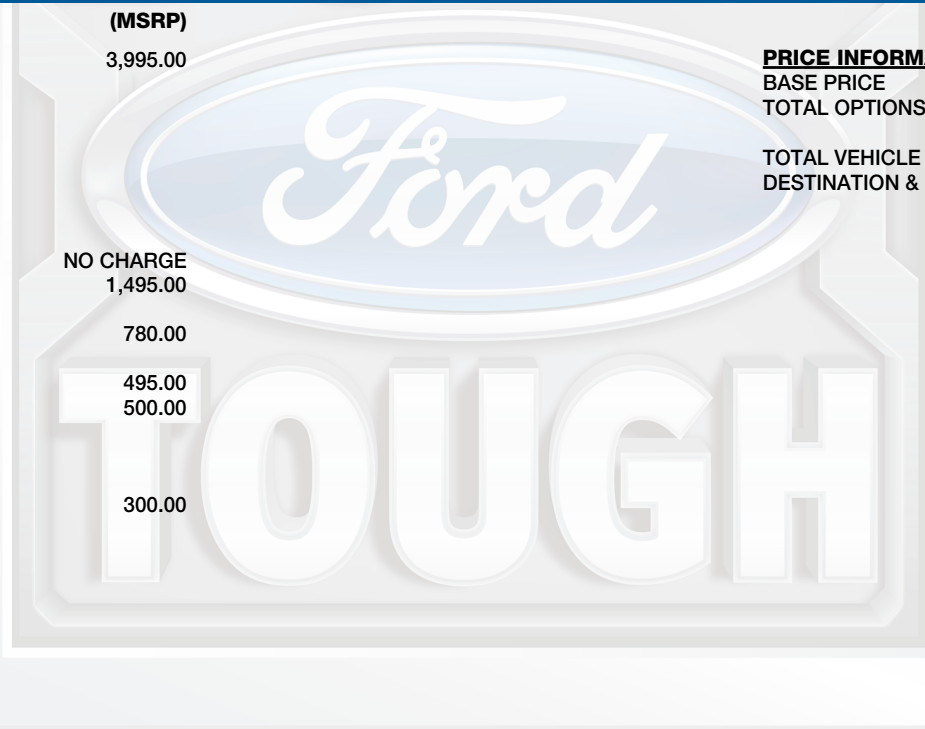 (MSRP)
3,995.00
NO CHARGE
1,495.00
780.00
495.00
500.00
300.00
PRICE INFORM
BASE PRICE
TOTAL OPTIONS
TOTAL VEHICLE
DESTINATION &
Ford
TOUGH